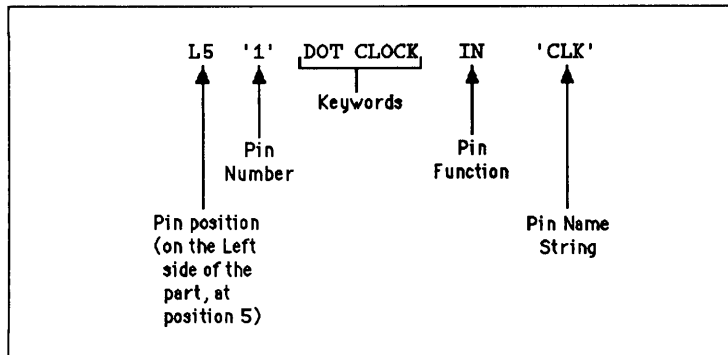 L5 '1' DOT CLOCK IN 'CLK'
Keywords
Pin
Number
Pin
Function
Pin position
(on the Left
side of the
part, at
position 5)
Pin Name
String